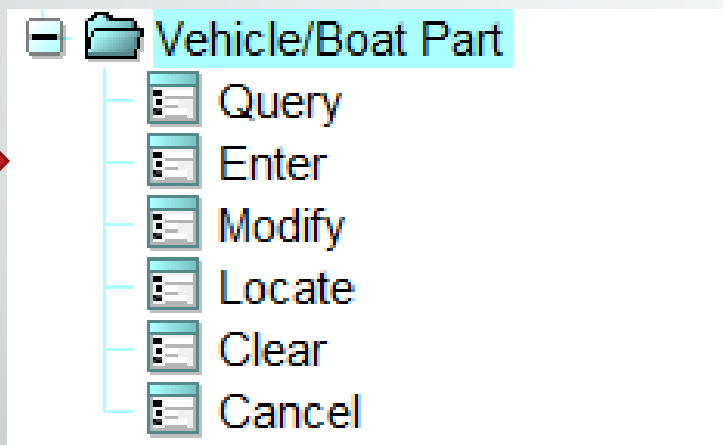 Vehicle/Boat Part
Query
Enter
Modify
Locate
Clear
Cancel